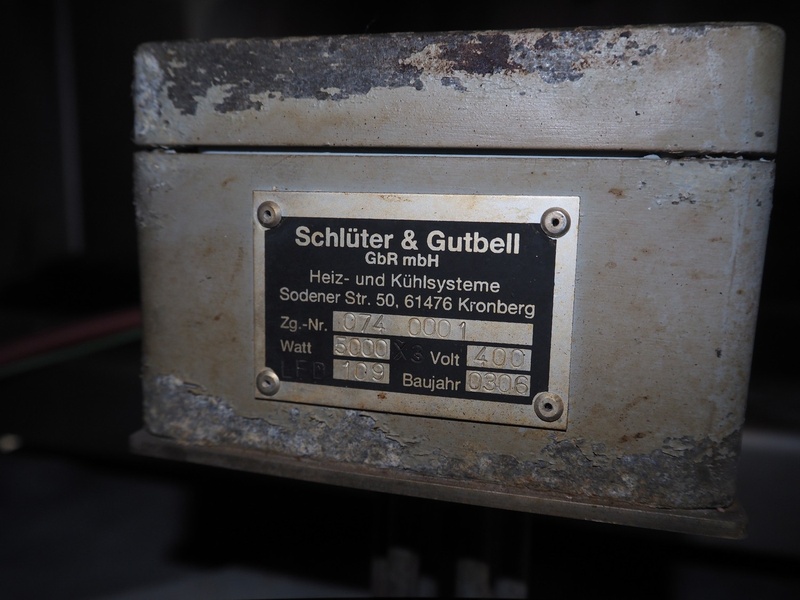 Schlüter & Gutbell
GbR mbH
Heiz- und Kühlsysteme
Sodener Str. 50, 61476 Kronberg
Zg.-Nr. 074 0001
Watt 5000 X3 Volt 400
LFD 109 Baujahr 0306